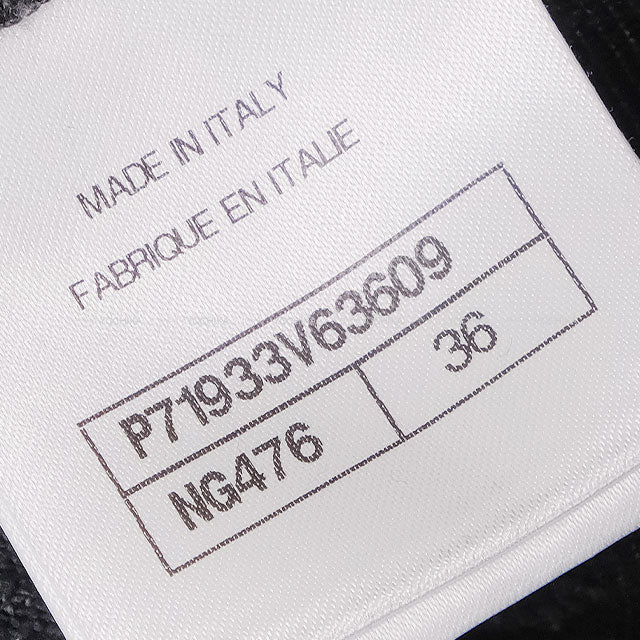 MADE IN ITALY
FABRIQUE EN ITALIE
P71933V63609
NG476 36